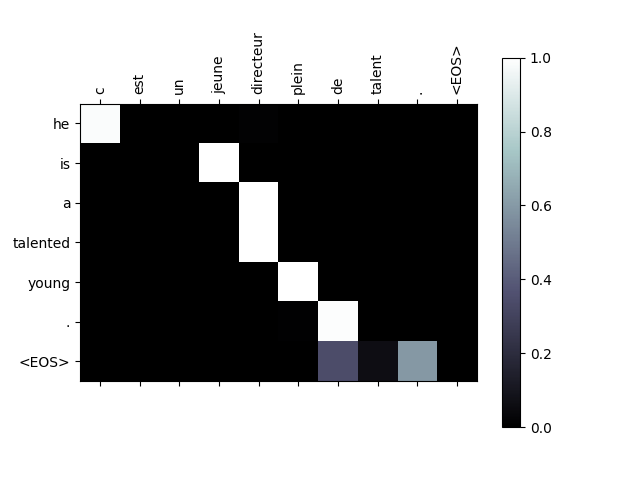 c est un jeune directeur plein de talent . <EOS>
he
is
a
talented
young
.
<EOS>
1.0
0.8
0.6
0.4
0.2
0.0